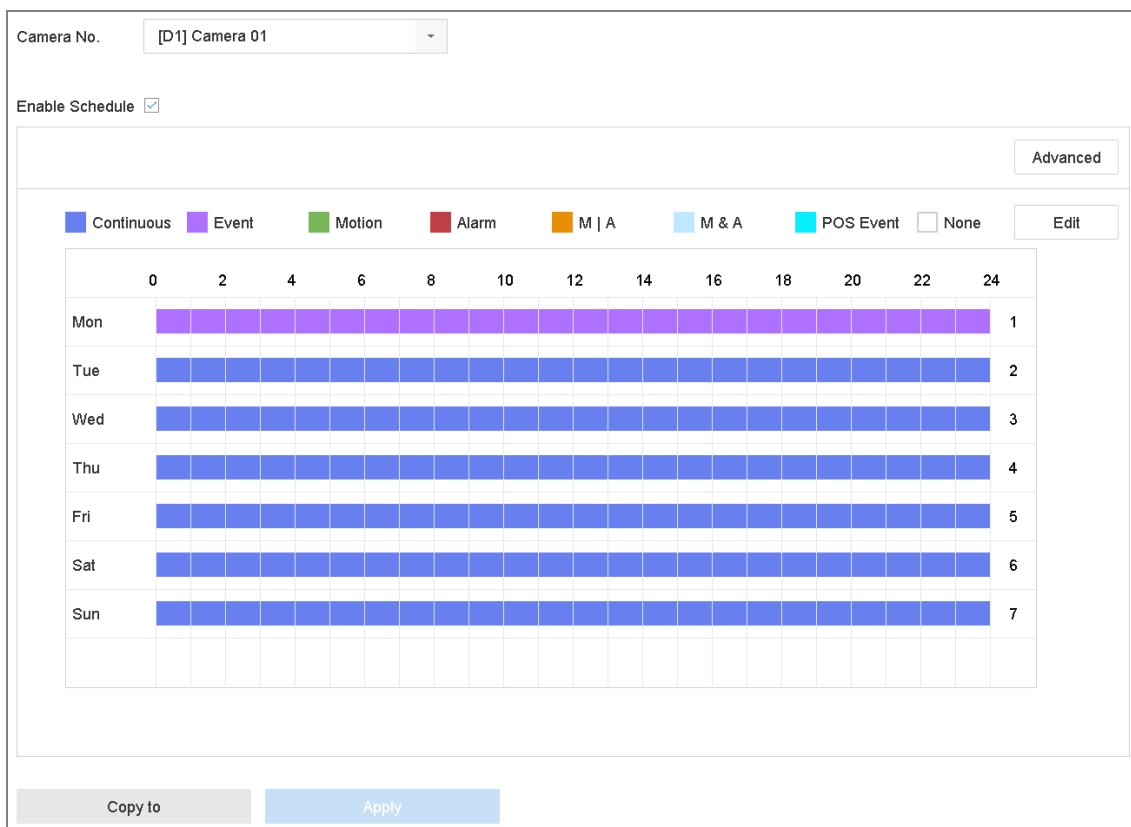 Camera No. [D1] Camera 01
Enable Schedule
Advanced
Continuous Event Motion Alarm M | A M & A POS Event None Edit
0 2 4 6 8 10 12 14 16 18 20 22 24
Mon 1
Tue 2
Wed 3
Thu 4
Fri 5
Sat 6
Sun 7
Copy to Apply